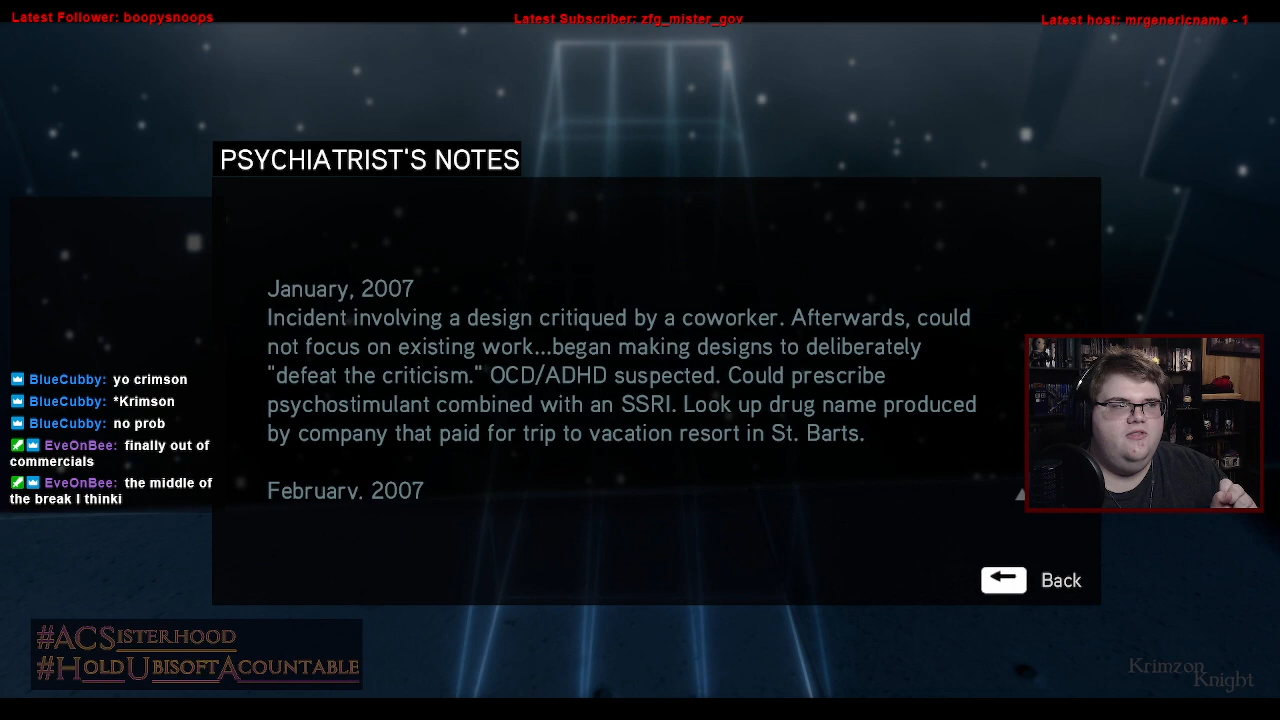 Latest Follower: boopysnoops
Latest Subscriber: zfg_mister_gov
Latest host: mrgenericname - 1
PSYCHIATRIST'S NOTES
January, 2007
Incident involving a design critiqued by a coworker. Afterwards, could
not focus on existing work...began making designs to deliberately
"defeat the criticism." OCD/ADHD suspected. Could prescribe
psychostimulant combined with an SSRI. Look up drug name produced
by company that paid for trip to vacation resort in St. Barts.
February, 2007
Back
BlueCubby: yo crimson
BlueCubby: *Krimson
BlueCubby: no prob
EveOnBee: finally out of
commercials
EveOnBee: the middle of
the break I thinki
#ACSisterhood
#HoldUbisoftAcountable
Krimzon
Knight